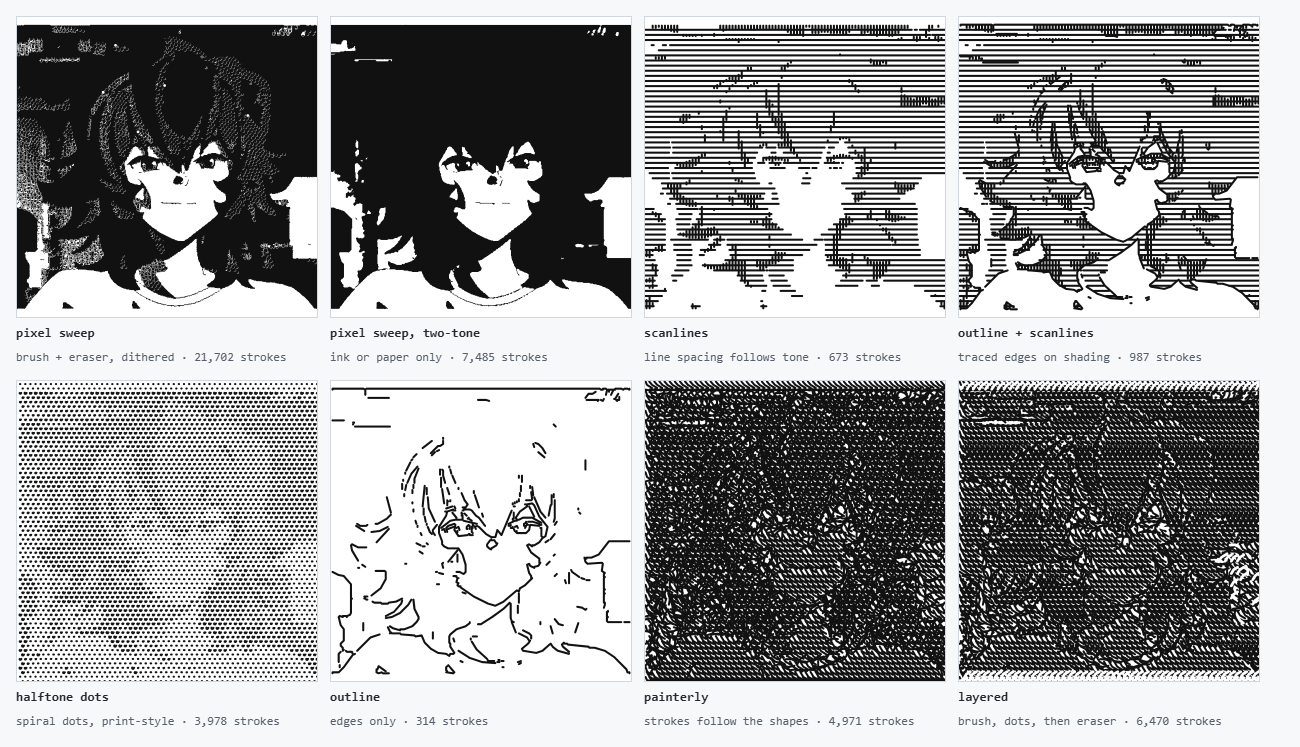 pixel sweep
brush + eraser, dithered · 21,702 strokes
pixel sweep, two-tone
ink or paper only · 7,485 strokes
scanlines
line spacing follows tone · 673 strokes
outline + scanlines
traced edges on shading · 987 strokes
halftone dots
spiral dots, print-style · 3,978 strokes
outline
edges only · 314 strokes
painterly
strokes follow the shapes · 4,971 strokes
layered
brush, dots, then eraser · 6,470 strokes